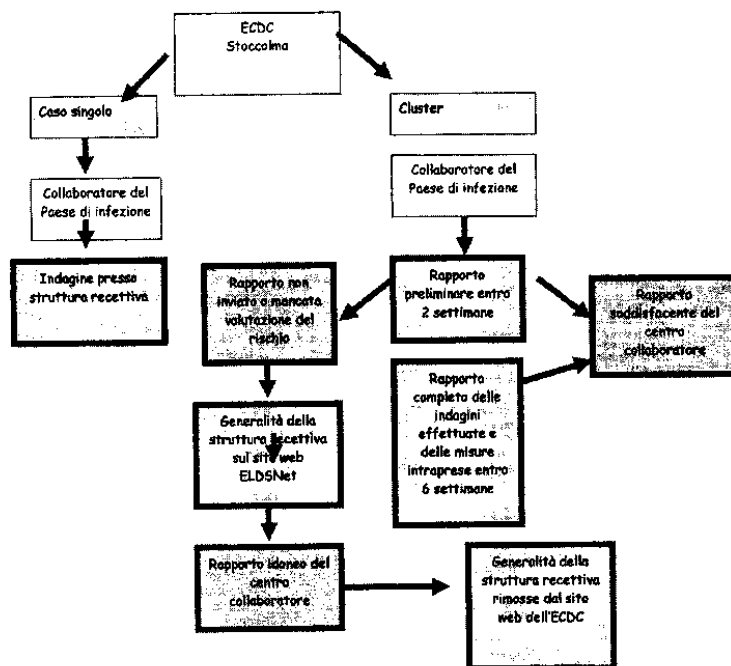 ECDC
Stoccolma
Caso singolo
Cluster
Collaboratore del
Paese di infezione
Collaboratore del
Paese di infezione
Indagine presso
struttura recettiva
Rapporto non
inviato o mancata
valutazione del
rischio
Rapporto
preliminare entro
2 settimane
Rapporto
soddisfacente del
centro
collaboratore
Rapporto
completo delle
indagini
effettuate e
delle misure
intraprese entro
6 settimane
Generalità della
struttura recettiva
sul sito web
ELDSNet
Rapporto idoneo del
centro
collaboratore
Generalità della
struttura recettiva
rimosse dal sito
web dell'ECDC